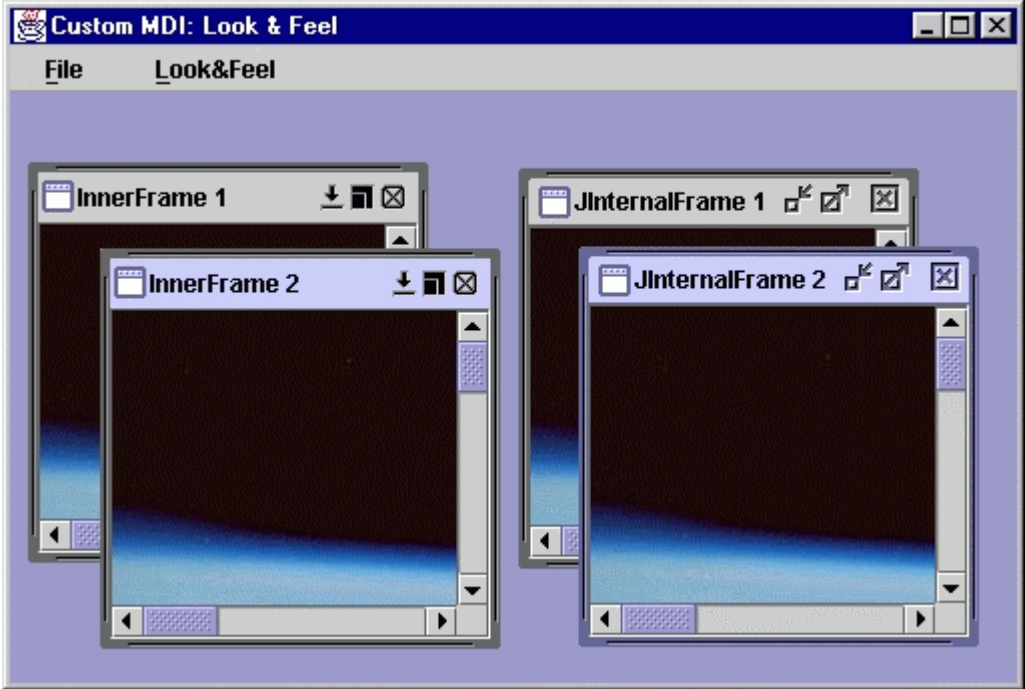 Custom MDI: Look & Feel
File Look&Feel
InnerFrame 1
JInternalFrame 1
InnerFrame 2
JInternalFrame 2